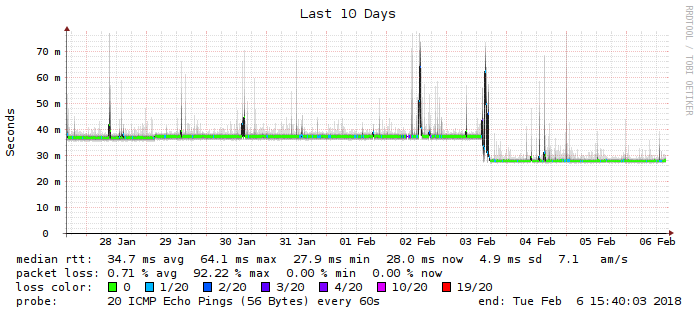 Last 10 Days
RRDTOOL / TOBI OETIKER
Seconds
70 m
60 m
50 m
40 m
30 m
20 m
10 m
0
28 Jan 29 Jan 30 Jan 31 Jan 01 Feb 02 Feb 03 Feb 04 Feb 05 Feb 06 Feb
median rtt: 34.7 ms avg 64.1 ms max 27.9 ms min 28.0 ms now 4.9 ms sd 7.1 am/s
packet loss: 0.71 % avg 92.22 % max 0.00 % min 0.00 % now
loss color: 0 1/20 2/20 3/20 4/20 10/20 19/20
probe: 20 ICMP Echo Pings (56 Bytes) every 60s end: Tue Feb 6 15:40:03 2018